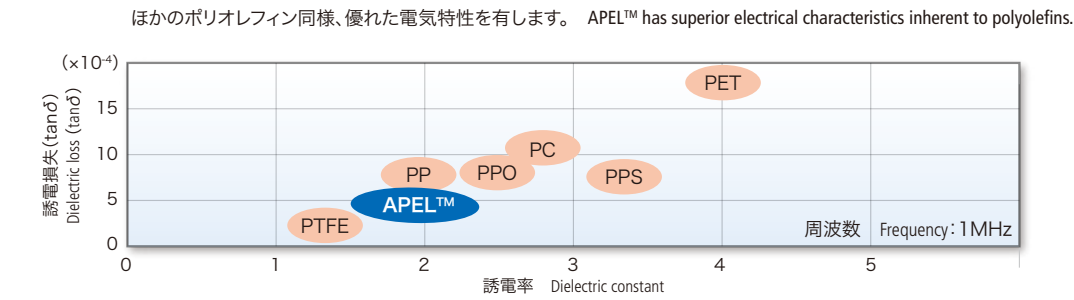 ほかのポリオレフィン同様、優れた電気特性を有します。 APEL™ has superior electrical characteristics inherent to polyolefins.
(×10-4)
誘電損失(tanδ)
Dielectric loss (tanδ)
15
10
5
0
PET
PC
PP
PPO
PPS
APEL™
PTFE
周波数 Frequency：1MHz
0 1 2 3 4 5
誘電率 Dielectric constant